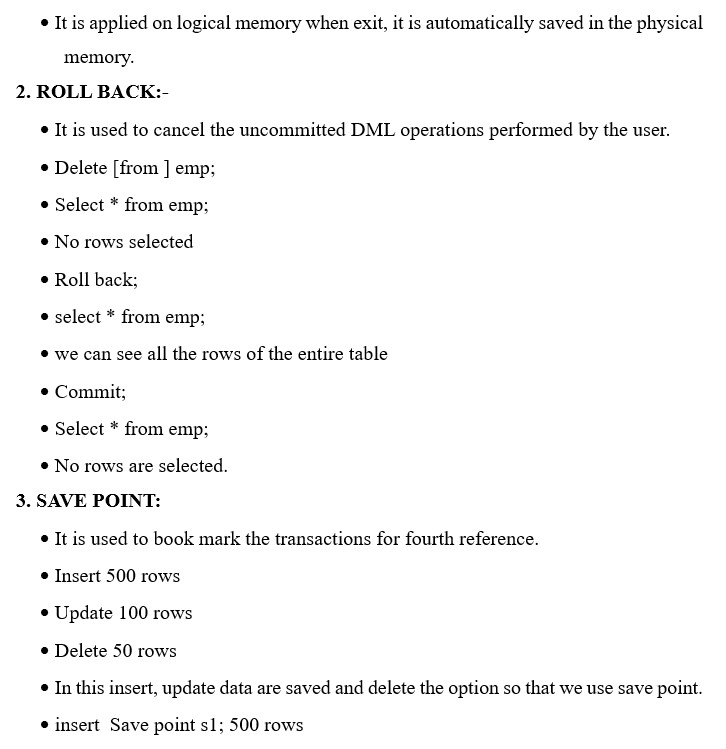 • It is applied on logical memory when exit, it is automatically saved in the physical
memory.
2. ROLL BACK:-
• It is used to cancel the uncommitted DML operations performed by the user.
• Delete [from ] emp;
• Select * from emp;
• No rows selected
• Roll back;
• select * from emp;
• we can see all the rows of the entire table
• Commit;
• Select * from emp;
• No rows are selected.
3. SAVE POINT:
• It is used to book mark the transactions for fourth reference.
• Insert 500 rows
• Update 100 rows
• Delete 50 rows
• In this insert, update data are saved and delete the option so that we use save point.
• insert  Save point s1; 500 rows